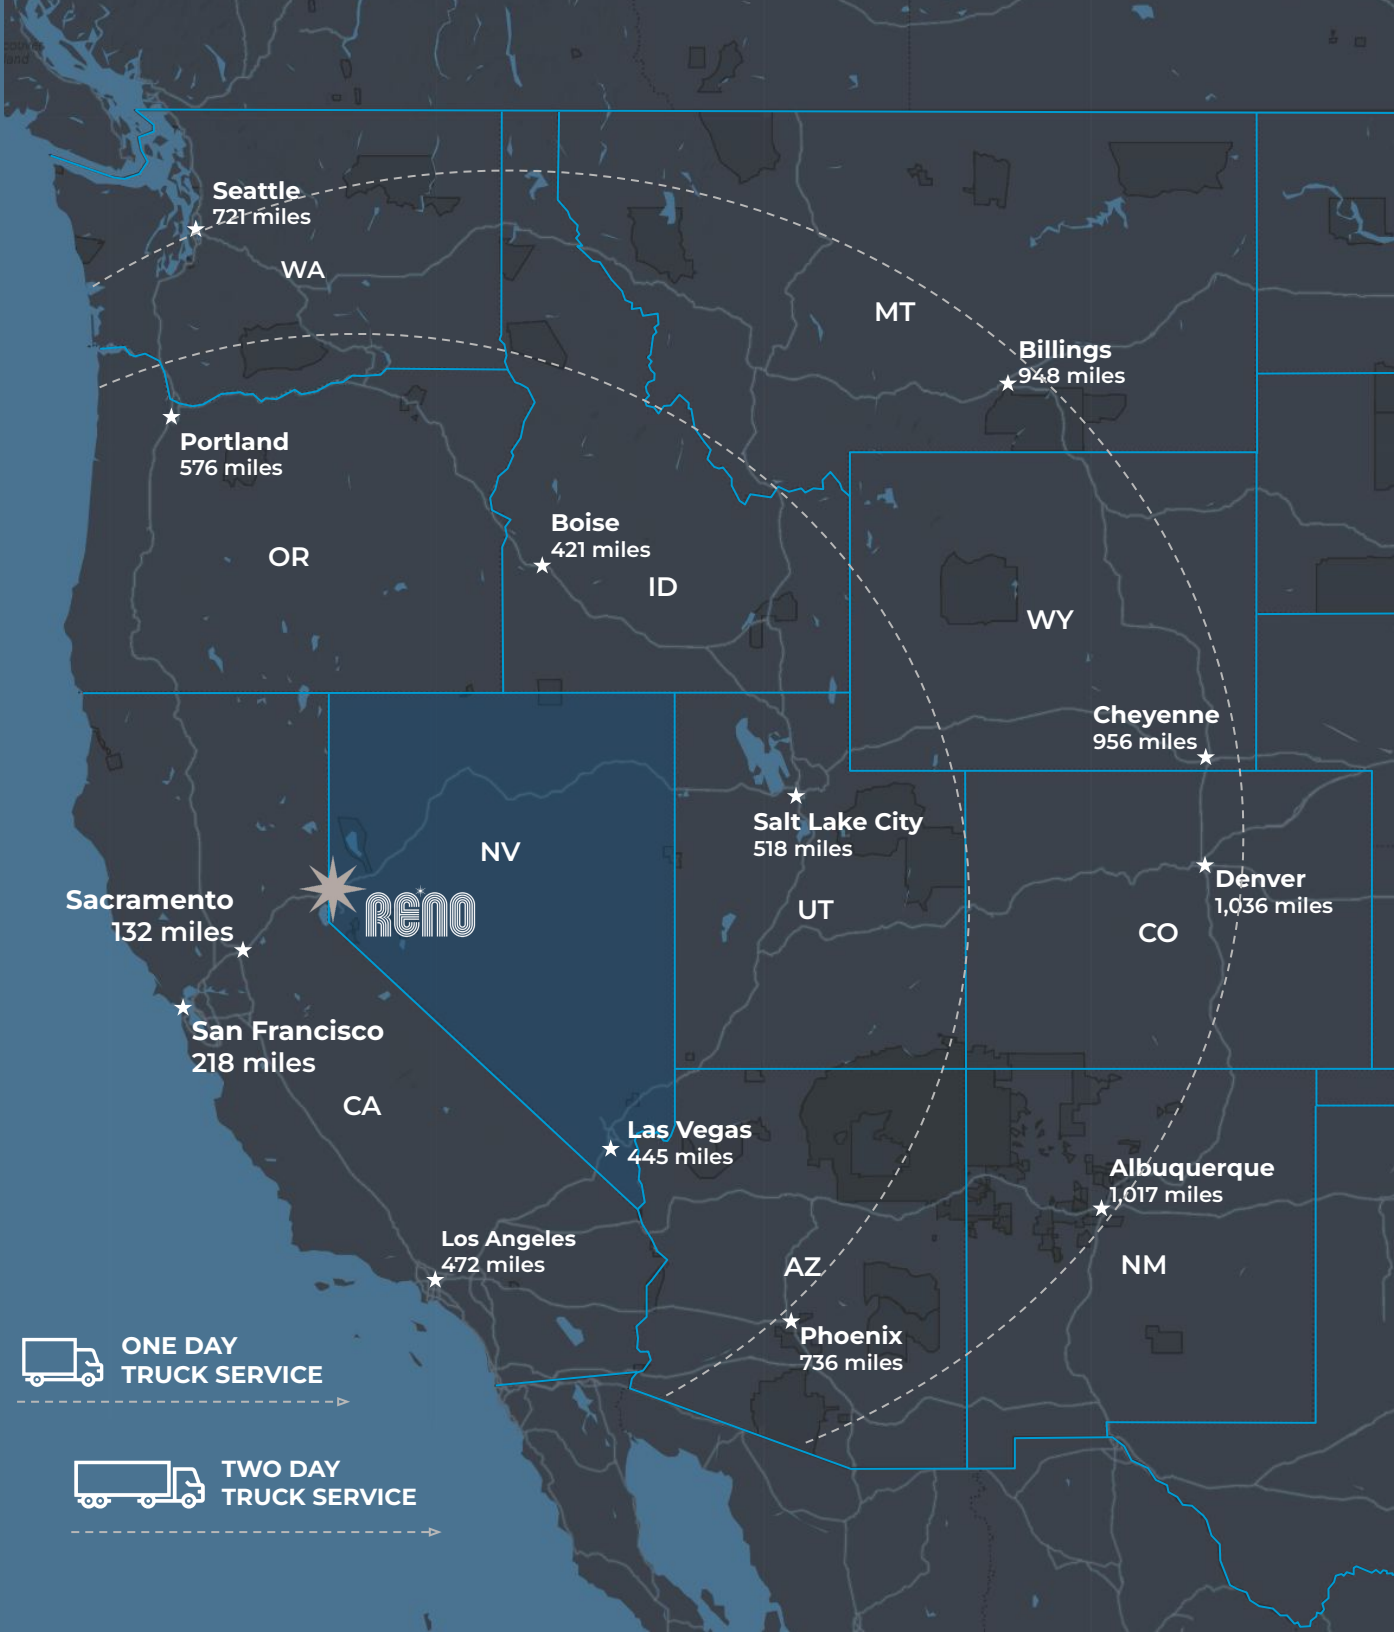 couver
and
Seattle
721 miles
WA
MT
Billings
948 miles
Portland
576 miles
Boise
421 miles
OR
ID
WY
Cheyenne
956 miles
Salt Lake City
518 miles
NV
RENO
Sacramento
132 miles
UT
Denver
1,036 miles
CO
San Francisco
218 miles
CA
Las Vegas
445 miles
Albuquerque
1,017 miles
Los Angeles
472 miles
AZ
NM
Phoenix
736 miles
ONE DAY
TRUCK SERVICE
TWO DAY
TRUCK SERVICE